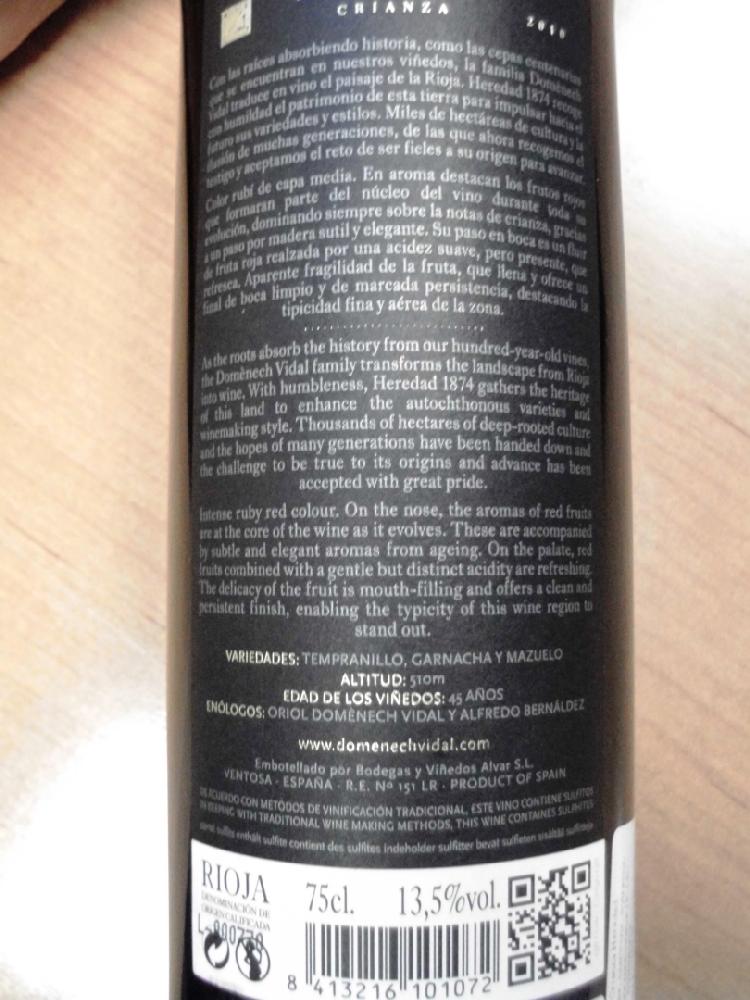 CRIANZA
Con las raíces absorbiendo historia, como las cepas centenarias
que se encuentran en nuestros viñedos, la familia Domènech
Vidal traduce en vino el paisaje de la Rioja. Heredad 1874 recoge
con humildad el patrimonio de esta tierra para impulsar hacia el
futuro sus variedades y estilos. Miles de hectáreas de cultura y la
ilusión de muchas generaciones, de las que ahora recogemos el
testigo y aceptamos el reto de ser fieles a su origen para avanzar.
Color rubí de capa media. En aroma destacan los frutos rojos
que formaran parte del núcleo del vino durante toda su
evolución, dominando siempre sobre la notas de crianza, gracias
a un paso por madera sutil y elegante. Su paso en boca es un fluir
de fruta roja realzada por una acidez suave, pero presente, que
refresca. Aparente fragilidad de la fruta, que llena y ofrece un
final de boca limpio y de marcada persistencia, destacando la
tipicidad fina y aérea de la zona.
As the roots absorb the history from our hundred-year-old vines,
the Domènech Vidal family transforms the landscape from Rioja
into wine. With humbleness, Heredad 1874 gathers the heritage
of this land to enhance the autochthonous varieties and
winemaking style. Thousands of hectares of deep-rooted culture
and the hopes of many generations have been handed down and
the challenge to be true to its origins and advance has been
accepted with great pride.
Intense ruby red colour. On the nose, the aromas of red fruits
are at the core of the wine as it evolves. These are accompanied
by subtle and elegant aromas from ageing. On the palate, red
fruits combined with a gentle but distinct acidity are refreshing.
The delicacy of the fruit is mouth-filling and offers a clean and
persistent finish, enabling the typicity of this wine region to
stand out.
VARIEDADES: TEMPRANILLO, GARNACHA Y MAZUELO
ALTITUD: 510m
EDAD DE LOS VIÑEDOS: 45 AÑOS
ENÓLOGOS: ORIOL DOMÈNECH VIDAL Y ALFREDO BERNÁLDEZ
www.domenechvidal.com
Embotellado por Bodegas y Viñedos Alvar S.L.
VENTOSA - ESPAÑA - R.E. Nº 151 LR - PRODUCT OF SPAIN
DE ACUERDO CON METODOS DE VINIFICACIÓN TRADICIONAL, ESTE VINO CONTIENE SULFITOS
IN KEEPING WITH TRADITIONAL WINE MAKING METHODS, THIS WINE CONTAINES SULPHITES
sulfites enthält sulfite contient des sulfites indeholder sulfitter bevat sulfieten
RIOJA 75cl. 13,5%vol.
DENOMINACIÓN DE
ORIGEN CALIFICADA
8 413216 101072